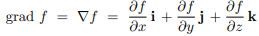 grad f = ∇f = ∂f/∂x i + ∂f/∂y j + ∂f/∂z k